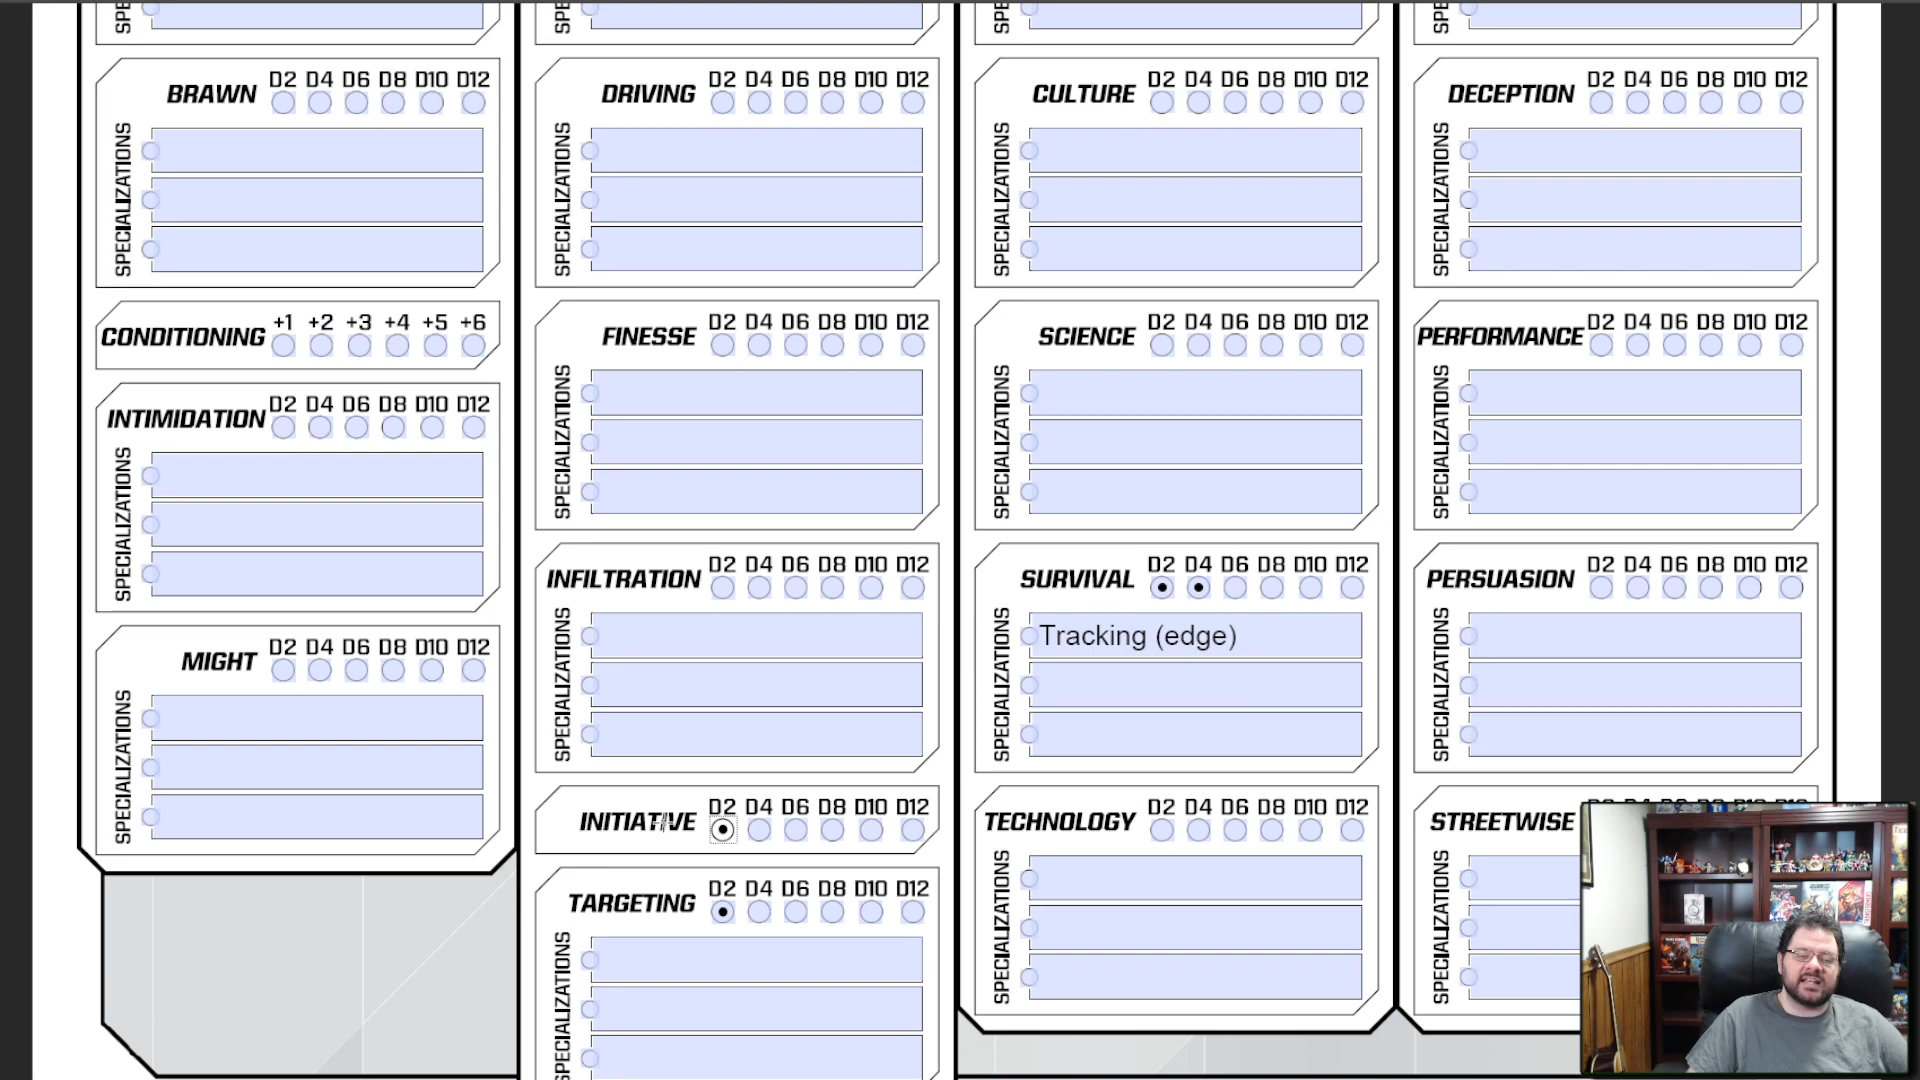 SPE
SPE
SPE
SPE
BRAWN D2 D4 D6 D8 D10 D12
SPECIALIZATIONS
CONDITIONING +1 +2 +3 +4 +5 +6
INTIMIDATION D2 D4 D6 D8 D10 D12
SPECIALIZATIONS
MIGHT D2 D4 D6 D8 D10 D12
SPECIALIZATIONS
DRIVING D2 D4 D6 D8 D10 D12
SPECIALIZATIONS
FINESSE D2 D4 D6 D8 D10 D12
SPECIALIZATIONS
INFILTRATION D2 D4 D6 D8 D10 D12
SPECIALIZATIONS
INITIATIVE D2 D4 D6 D8 D10 D12
TARGETING D2 D4 D6 D8 D10 D12
SPECIALIZATIONS
CULTURE D2 D4 D6 D8 D10 D12
SPECIALIZATIONS
SCIENCE D2 D4 D6 D8 D10 D12
SPECIALIZATIONS
SURVIVAL D2 D4 D6 D8 D10 D12
SPECIALIZATIONS
Tracking (edge)
TECHNOLOGY D2 D4 D6 D8 D10 D12
SPECIALIZATIONS
DECEPTION D2 D4 D6 D8 D10 D12
SPECIALIZATIONS
PERFORMANCE D2 D4 D6 D8 D10 D12
SPECIALIZATIONS
PERSUASION D2 D4 D6 D8 D10 D12
SPECIALIZATIONS
STREETWISE
SPECIALIZATIONS